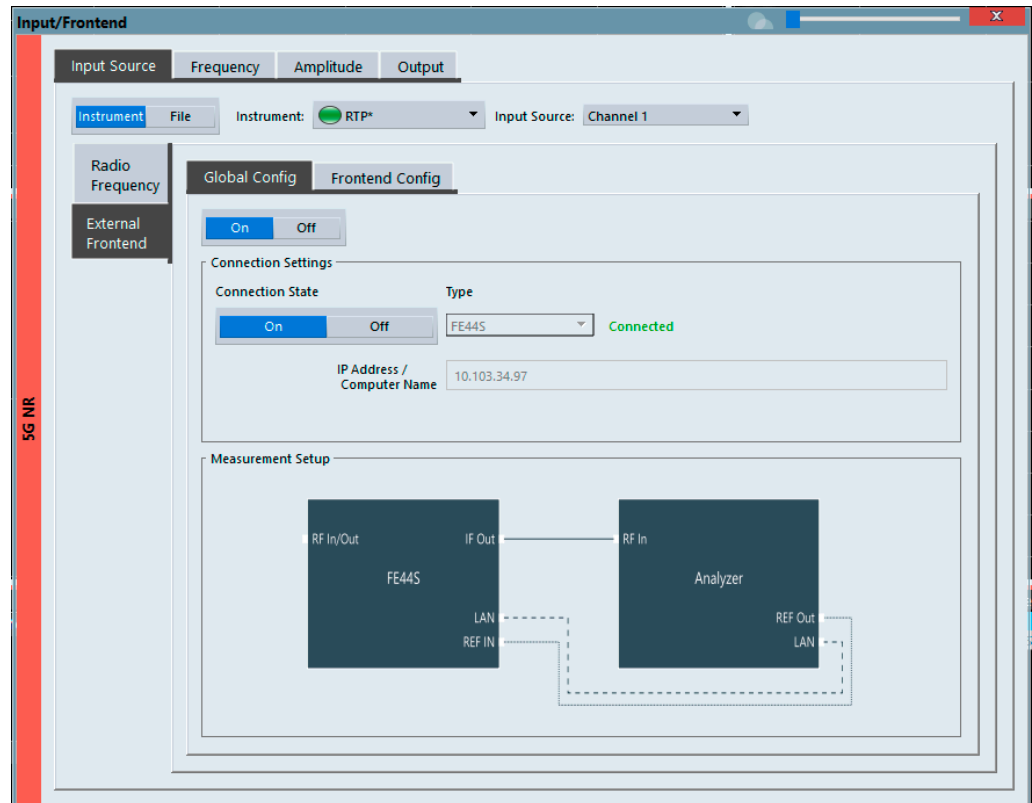 Input/Frontend
x
Input Source Frequency Amplitude Output
Instrument File Instrument: RTP* Input Source: Channel 1
Radio
Frequency
External
Frontend
Global Config Frontend Config
On Off
Connection Settings
Connection State Type
On Off FE44S Connected
IP Address /
Computer Name 10.103.34.97
5G NR
Measurement Setup
RF In/Out IF Out RF In
FE44S Analyzer
LAN REF Out
REF IN LAN